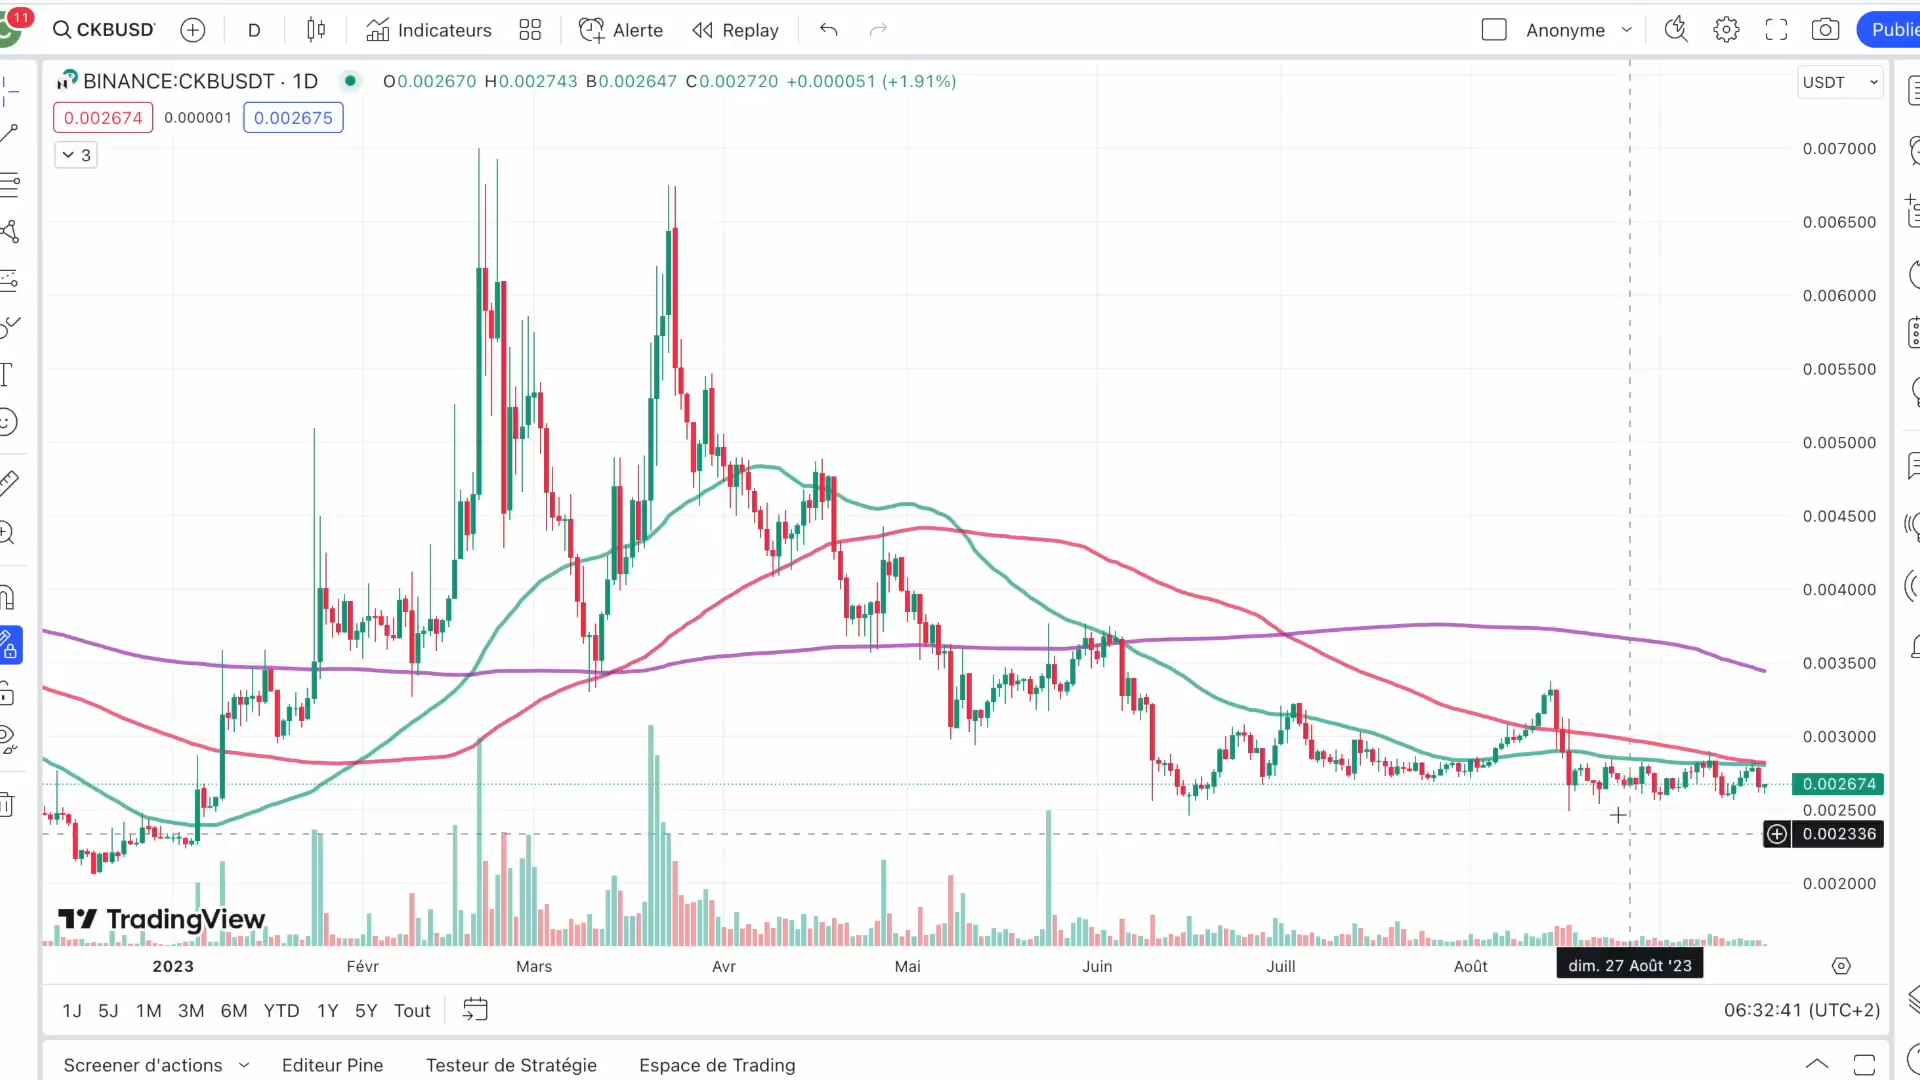 11
CKBUSD
D
Indicateurs
Alerte
Replay
Anonyme
Publie
BINANCE:CKBUSDT · 1D
O0.002670 H0.002743 B0.002647 C0.002720 +0.000051 (+1.91%)
USDT
0.002674 0.000001 0.002675
3
0.007000
0.006500
0.006000
0.005500
0.005000
0.004500
0.004000
0.003500
0.003000
0.002674
0.002500
0.002336
0.002000
TradingView
2023 Févr Mars Avr Mai Juin Juill Août dim. 27 Août '23
1J 5J 1M 3M 6M YTD 1Y 5Y Tout
06:32:41 (UTC+2)
Screener d'actions Editeur Pine Testeur de Stratégie Espace de Trading